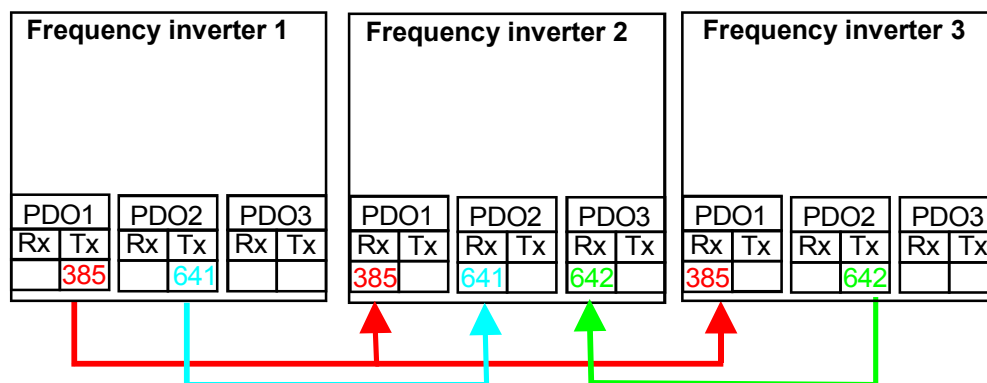 Frequency inverter 1
PDO1 PDO2 PDO3
Rx Tx Rx Tx Rx Tx
385 641
Frequency inverter 2
PDO1 PDO2 PDO3
Rx Tx Rx Tx Rx Tx
385 641 642
Frequency inverter 3
PDO1 PDO2 PDO3
Rx Tx Rx Tx Rx Tx
385 642